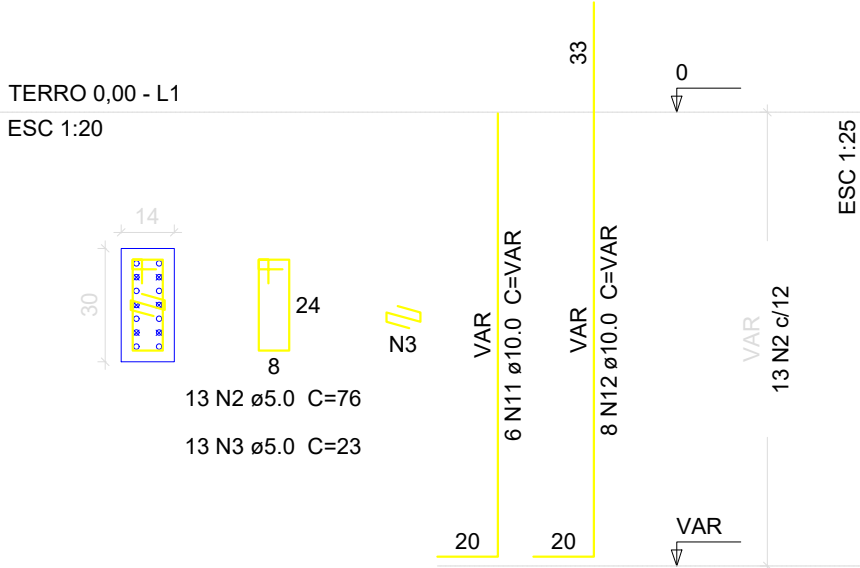 TERRO 0,00 - L1
ESC 1:20
14
30
24
8
13 N2 ø5.0 C=76
13 N3 ø5.0 C=23
N3
VAR
6 N11 ø10.0 C=VAR
20
33
VAR
8 N12 ø10.0 C=VAR
20
0
VAR
VAR
13 N2 c/12
ESC 1:25